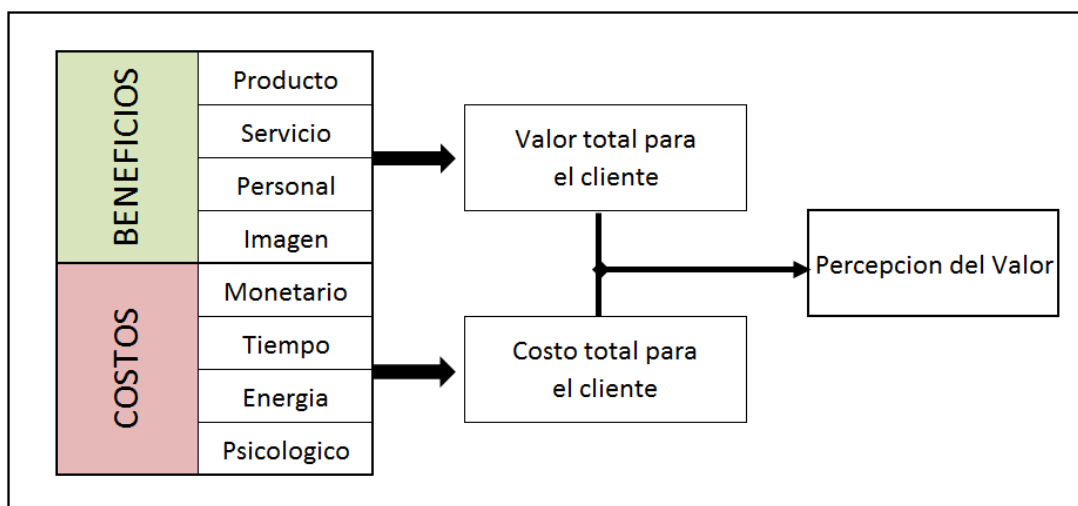 BENEFICIOS
Producto
Servicio
Personal
Imagen
COSTOS
Monetario
Tiempo
Energia
Psicologico
Valor total para
el cliente
Costo total para
el cliente
Percepcion del Valor